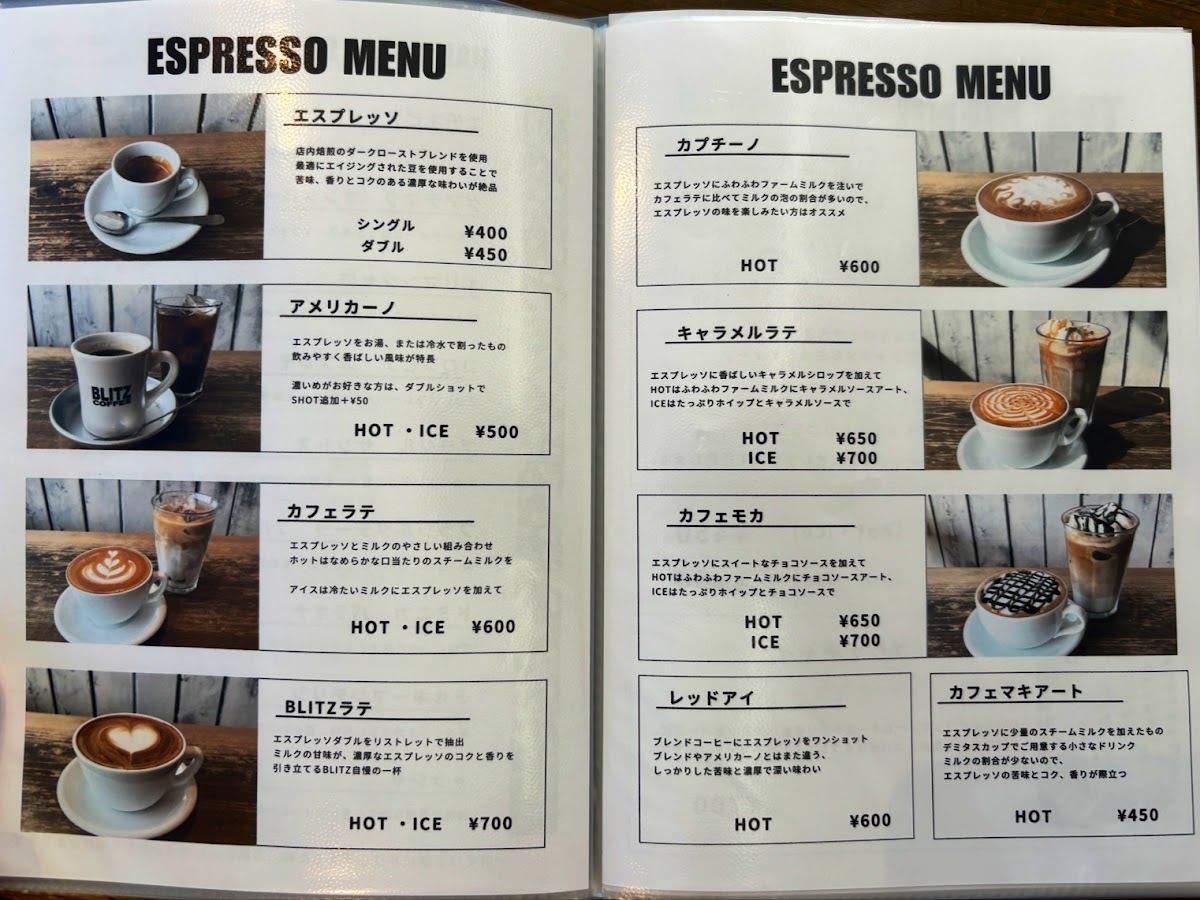 ESPRESSO MENU
エスプレッソ
店内焙煎のダークローストブレンドを使用
最適にエイジングされた豆を使用することで
苦味、香りとコクのある濃厚な味わいが絶品
シングル ¥400
ダブル ¥450
アメリカーノ
エスプレッソをお湯、または冷水で割ったもの
飲みやすく香ばしい風味が特長
濃いめがお好きな方は、ダブルショットで
SHOT追加+¥50
HOT ・ICE ¥500
BLITZ
COFFEE
カフェラテ
エスプレッソとミルクのやさしい組み合わせ
ホットはなめらかな口当たりのスチームミルクを
アイスは冷たいミルクにエスプレッソを加えて
HOT ・ICE ¥600
BLITZラテ
エスプレッソダブルをリストレットで抽出
ミルクの甘味が、濃厚なエスプレッソのコクと香りを
引き立てるBLITZ自慢の一杯
HOT ・ICE ¥700
ESPRESSO MENU
カプチーノ
エスプレッソにふわふわファームミルクを注いで
カフェラテに比べてミルクの泡の割合が多いので、
エスプレッソの味を楽しみたい方はオススメ
HOT ¥600
キャラメルラテ
エスプレッソに香ばしいキャラメルシロップを加えて
HOTはふわふわファームミルクにキャラメルソースアート、
ICEはたっぷりホイップとキャラメルソースで
HOT ¥650
ICE ¥700
カフェモカ
エスプレッソにスイートなチョコソースを加えて
HOTはふわふわファームミルクにチョコソースアート、
ICEはたっぷりホイップとチョコソースで
HOT ¥650
ICE ¥700
レッドアイ
ブレンドコーヒーにエスプレッソをワンショット
ブレンドやアメリカーノとはまた違う、
しっかりした苦味と濃厚で深い味わい
HOT ¥600
カフェマキアート
エスプレッソに少量のスチームミルクを加えたもの
デミタスカップでご用意する小さなドリンク
ミルクの割合が少ないので、
エスプレッソの苦味とコク、香りが際立つ
HOT ¥450